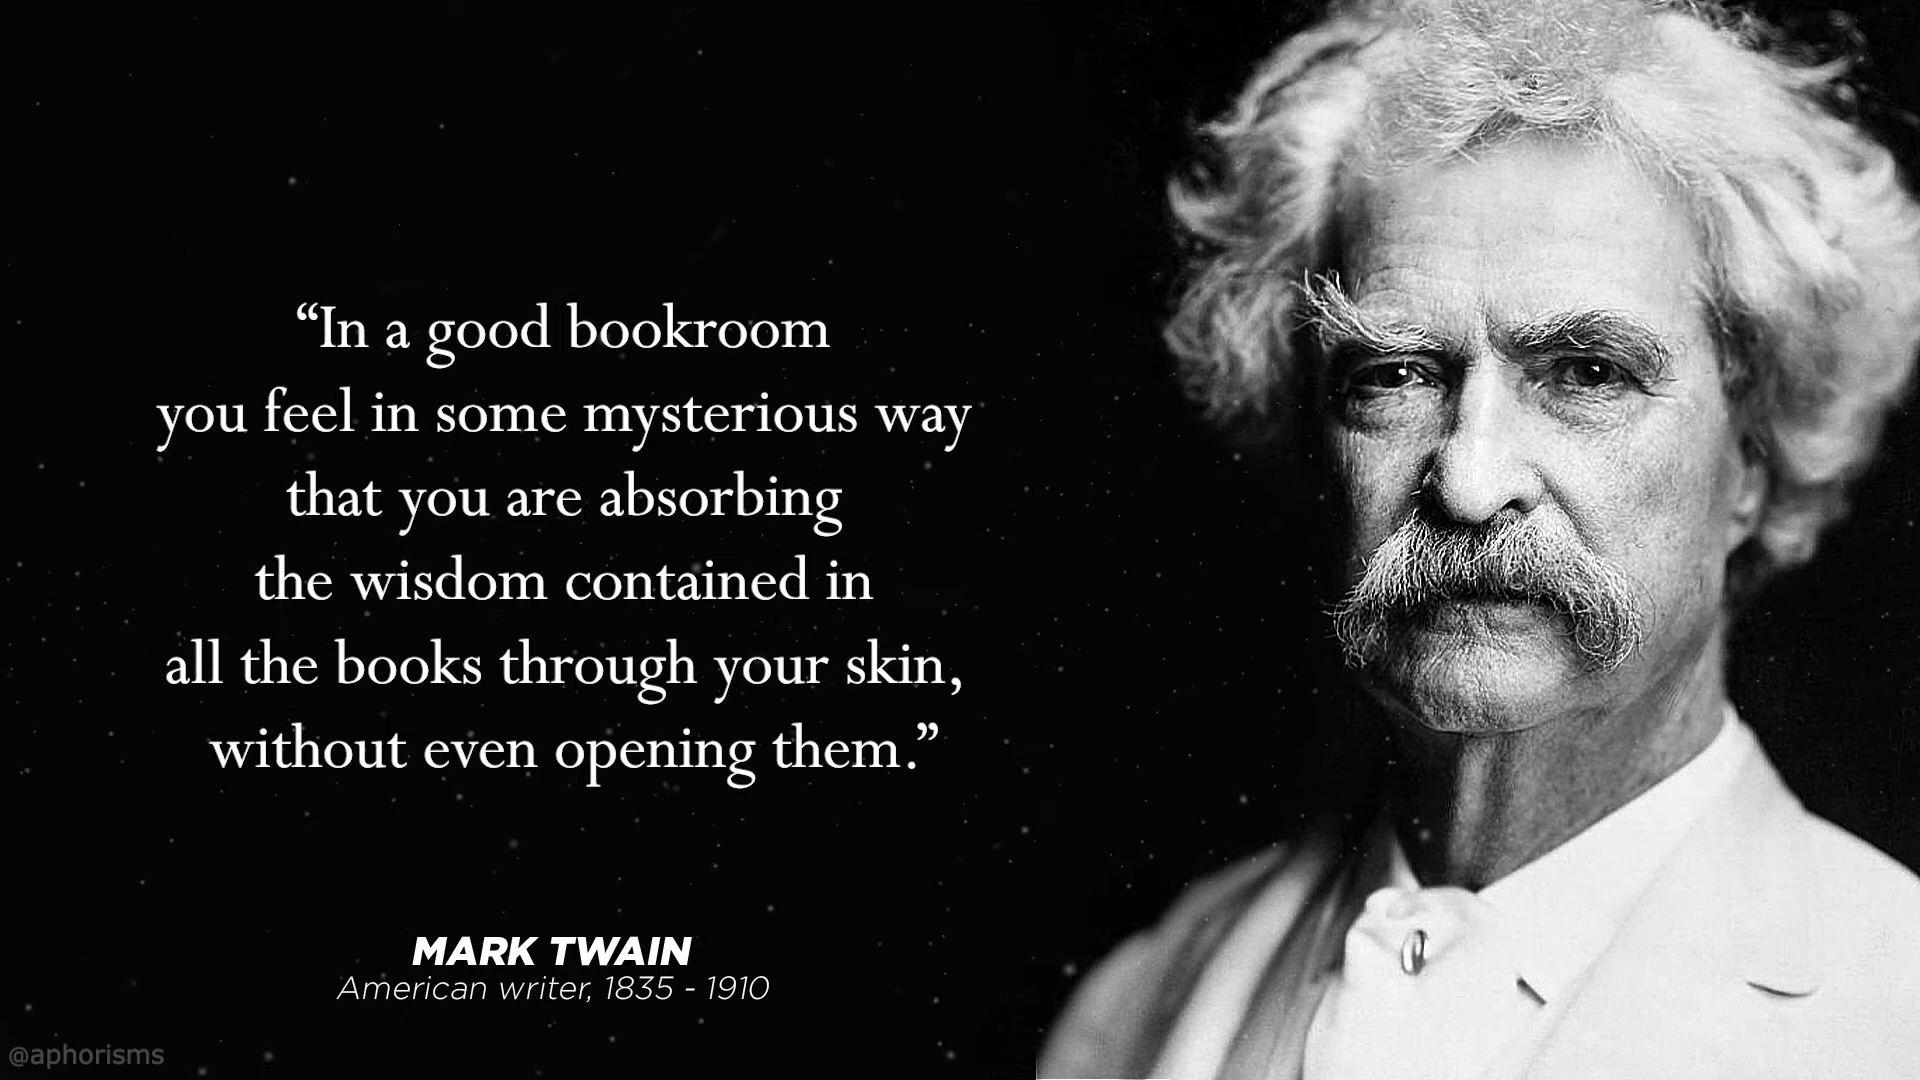 “In a good bookroom
you feel in some mysterious way
that you are absorbing
the wisdom contained in
all the books through your skin,
without even opening them.”
MARK TWAIN
American writer, 1835 - 1910
@aphorisms